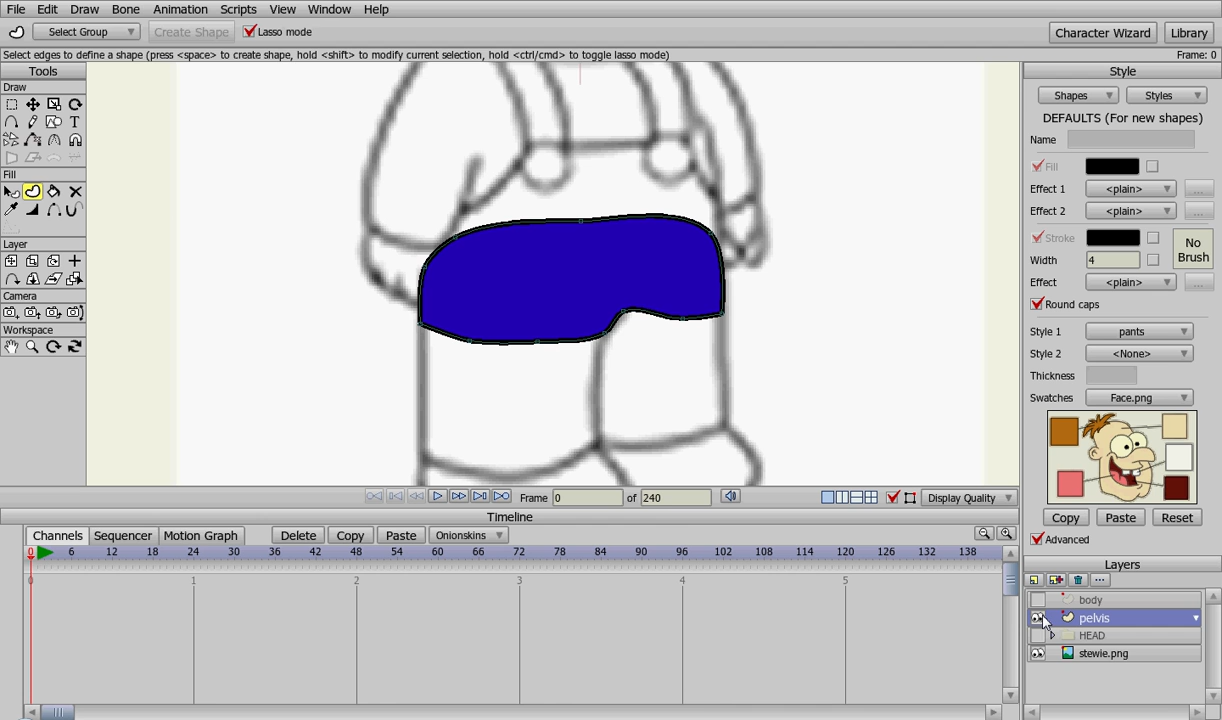 File Edit Draw Bone Animation Scripts View Window Help
Select Group Create Shape Lasso mode Character Wizard Library
Select edges to define a shape (press <space> to create shape, hold <shift> to modify current selection, hold <ctrl/cmd> to toggle lasso mode) Frame: 0
Tools
Draw
T
Fill
Layer
Camera
Workspace
Style
Shapes Styles
DEFAULTS (For new shapes)
Name
Fill
Effect 1 <plain> ...
Effect 2 <plain> ...
Stroke
No
Brush
Width 4
Effect <plain> ...
Round caps
Style 1 pants
Style 2 <None>
Thickness
Swatches Face.png
Copy Paste Reset
Advanced
Frame 0 of 240 Display Quality
Timeline
Channels Sequencer Motion Graph Delete Copy Paste Onionskins
0 6 12 18 24 30 36 42 48 54 60 66 72 78 84 90 96 102 108 114 120 126 132 138
0 1 2 3 4 5
Layers
...
body
pelvis
HEAD
stewie.png